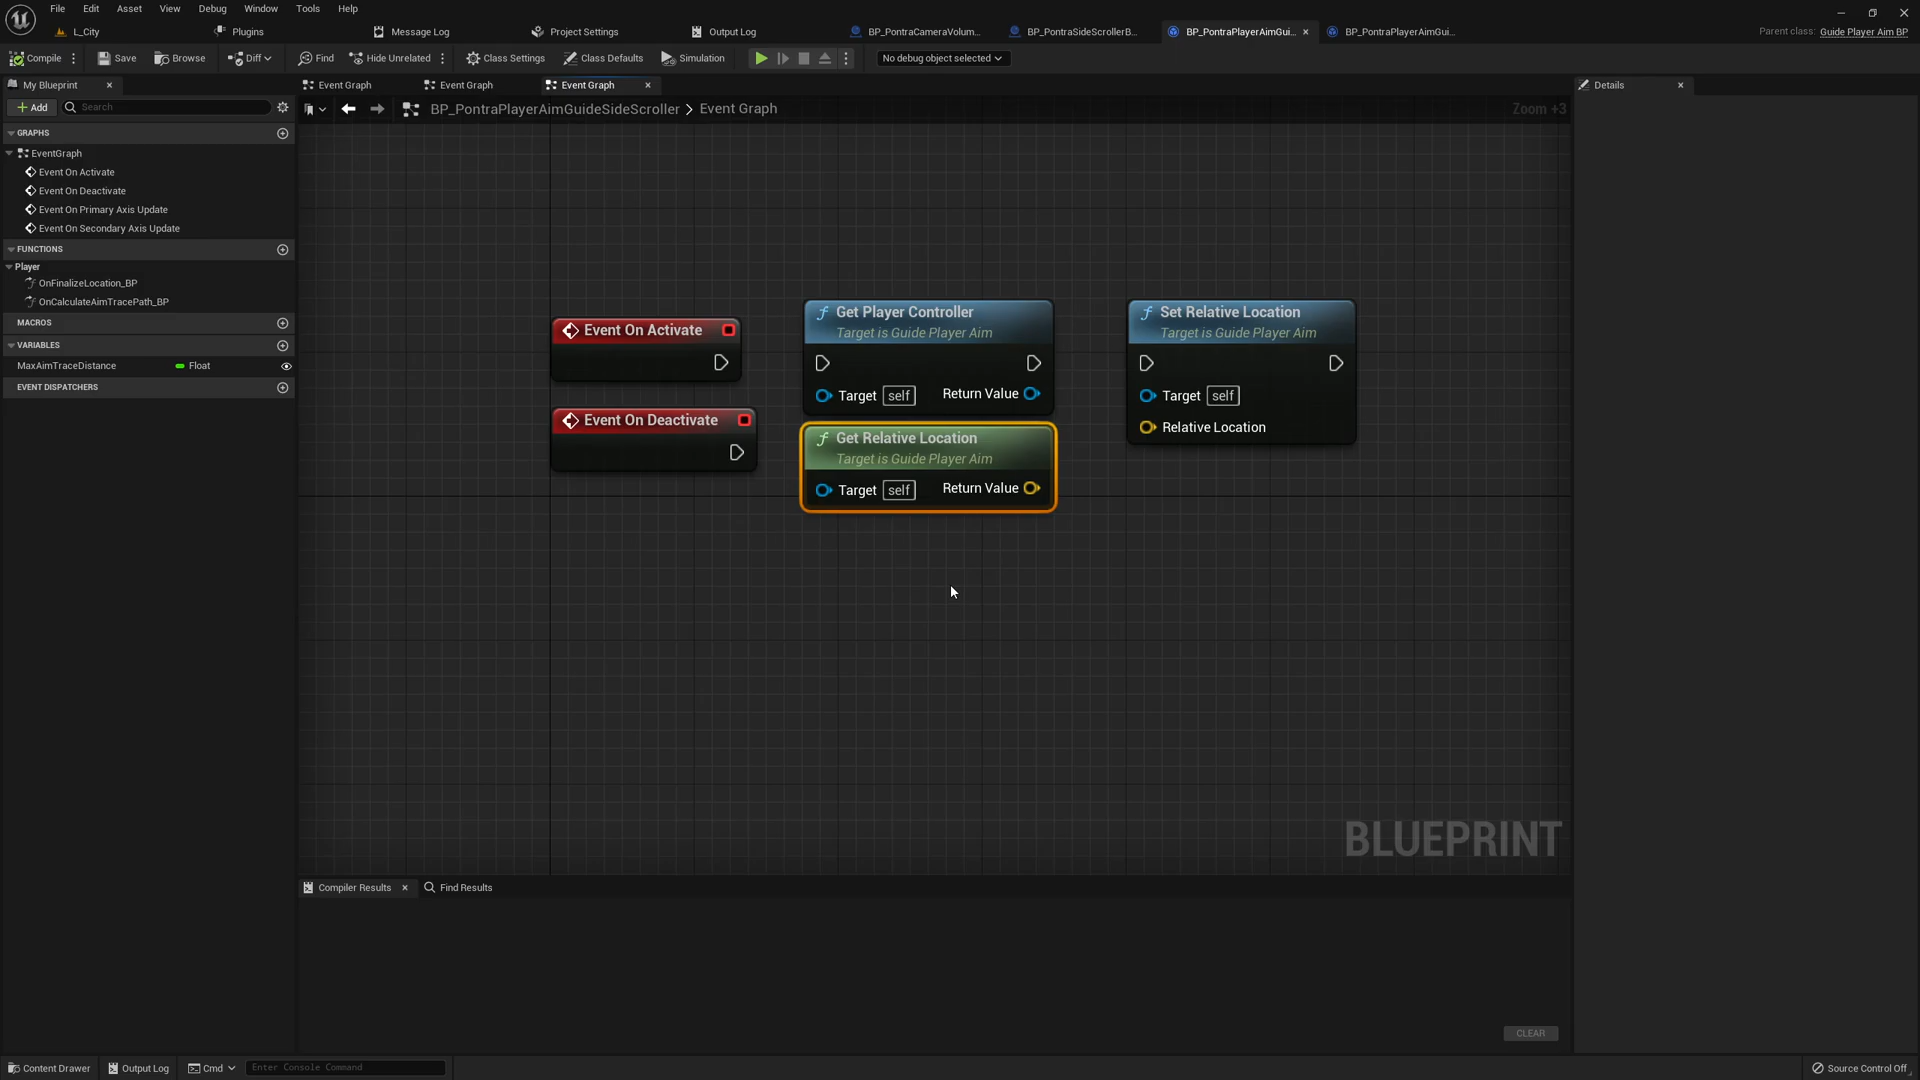 File Edit Asset View Debug Window Tools Help
L_City Plugins Message Log Project Settings Output Log BP_PontraCameraVolum... BP_PontraSideScrollerB... BP_PontraPlayerAimGui... BP_PontraPlayerAimGui... Parent class: Guide Player Aim BP
Compile Save Browse Diff Find Hide Unrelated Class Settings Class Defaults Simulation No debug object selected
My Blueprint Event Graph Event Graph Event Graph Details
Add Search BP_PontraPlayerAimGuideSideScroller > Event Graph Zoom +3
GRAPHS
EventGraph
Event On Activate
Event On Deactivate
Event On Primary Axis Update
Event On Secondary Axis Update
FUNCTIONS
Player
OnFinalizeLocation_BP
OnCalculateAimTracePath_BP
MACROS
VARIABLES
MaxAimTraceDistance Float
EVENT DISPATCHERS
Event On Activate
Event On Deactivate
f Get Player Controller
Target is Guide Player Aim
Target self Return Value
f Get Relative Location
Target is Guide Player Aim
Target self Return Value
f Set Relative Location
Target is Guide Player Aim
Target self
Relative Location
BLUEPRINT
Compiler Results Find Results
CLEAR
Content Drawer Output Log Cmd Enter Console Command Source Control Off